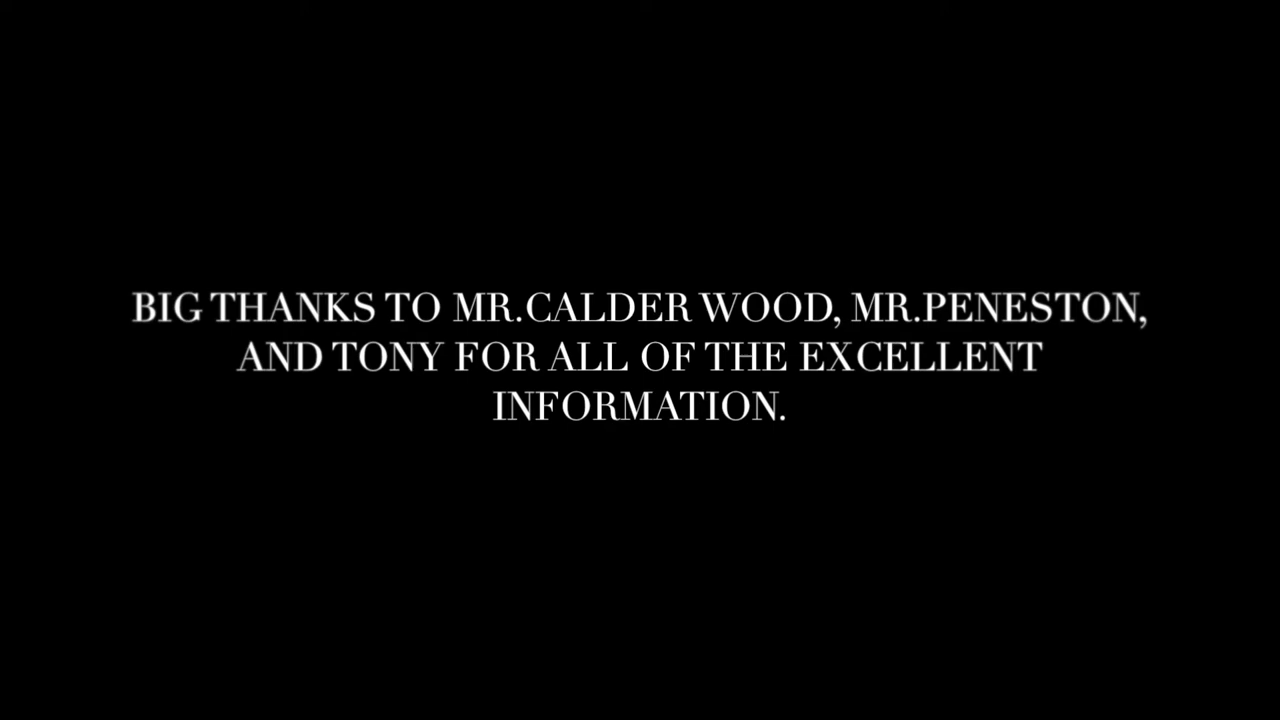 BIG THANKS TO MR.CALDER WOOD, MR.PENESTON,
AND TONY FOR ALL OF THE EXCELLENT
INFORMATION.